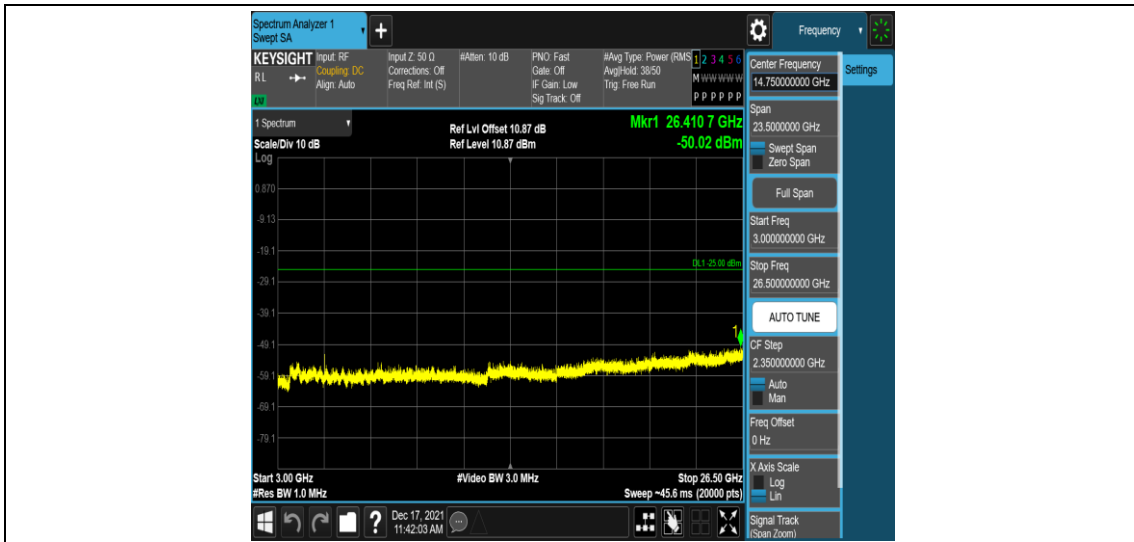 Spectrum Analyzer 1
Swept SA
+
Frequency
KEYSIGHT
RL
LXI
Input: RF
Coupling: DC
Align: Auto
Input Z: 50 Ω
Corrections: Off
Freq Ref: Int (S)
#Atten: 10 dB
PNO: Fast
Gate: Off
IF Gain: Low
Sig Track: Off
#Avg Type: Power (RMS
Avg|Hold: 38/50
Trig: Free Run
1 2 3 4 5 6
M W W W W W
P P P P P P
Center Frequency
14.750000000 GHz
Settings
Span
23.5000000 GHz
Swept Span
Zero Span
Full Span
Start Freq
3.000000000 GHz
Stop Freq
26.500000000 GHz
AUTO TUNE
CF Step
2.350000000 GHz
Auto
Man
Freq Offset
0 Hz
X Axis Scale
Log
Lin
Signal Track
(Span Zoom)
1 Spectrum
Scale/Div 10 dB
Log
Ref Lvl Offset 10.87 dB
Ref Level 10.87 dBm
Mkr1 26.410 7 GHz
-50.02 dBm
0.870
-9.13
-19.1
DL1 -25.00 dBm
-29.1
-39.1
1
-49.1
-59.1
-69.1
-79.1
Start 3.00 GHz
#Res BW 1.0 MHz
#Video BW 3.0 MHz
Stop 26.50 GHz
Sweep ~45.6 ms (20000 pts)
?
Dec 17, 2021
11:42:03 AM